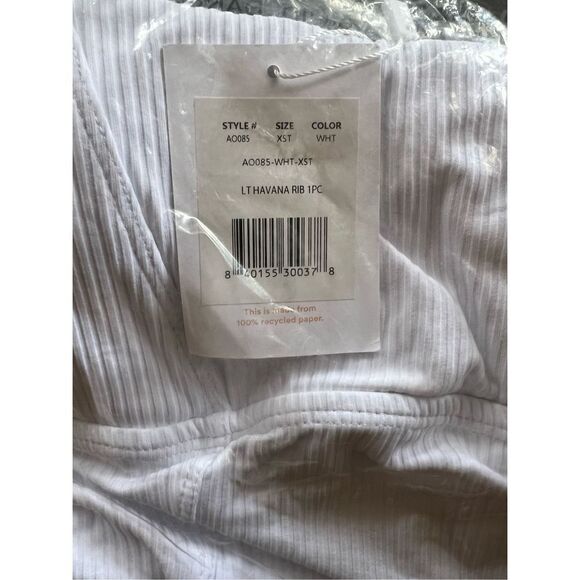 STYLE # SIZE COLOR
AO085 XST WHT
AO085-WHT-XST
LT HAVANA RIB 1PC
8 40155 30037 8
This is made from
100% recycled paper.